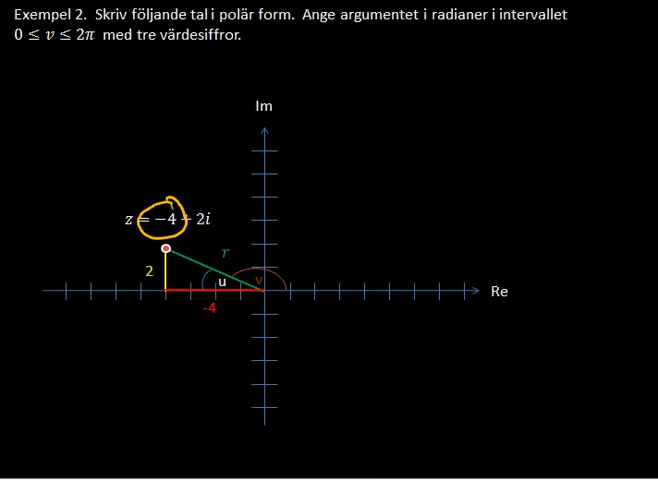 Exempel 2. Skriv följande tal i polär form. Ange argumentet i radianer i intervallet
0 ≤ v ≤ 2π med tre värdesiffror.
Im
z = −4 + 2i
r
2
u
v
Re
-4